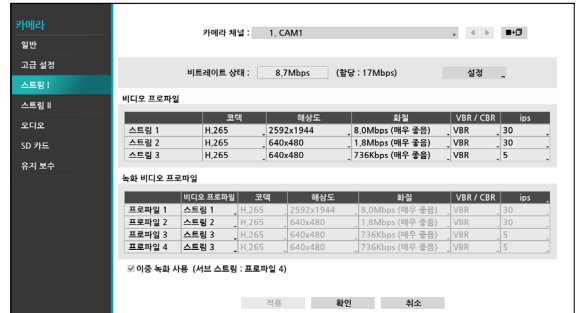 카메라
일반
고급 설정
스트림 I
스트림 II
오디오
SD 카드
유지 보수
카메라 채널 : 1, CAM1
비트레이트 상태 : 8,7Mbps (할당 : 17Mbps) 설정
비디오 프로파일
코덱 해상도 화질 VBR / CBR ips
스트림 1 H,265 2592x1944 8,0Mbps (매우 좋음) VBR 30
스트림 2 H,265 640x480 1,8Mbps (매우 좋음) VBR 30
스트림 3 H,265 640x480 736Kbps (매우 좋음) VBR 5
녹화 비디오 프로파일
비디오 프로파일 코덱 해상도 화질 VBR / CBR ips
프로파일 1 스트림 1 H,265 2592x1944 8,0Mbps (매우 좋음) VBR 30
프로파일 2 스트림 2 H,265 640x480 1,8Mbps (매우 좋음) VBR 30
프로파일 3 스트림 3 H,265 640x480 736Kbps (매우 좋음) VBR 5
프로파일 4 스트림 3 H,265 640x480 736Kbps (매우 좋음) VBR 5
이중 녹화 사용 (서브 스트림 : 프로파일 4)
적용 확인 취소